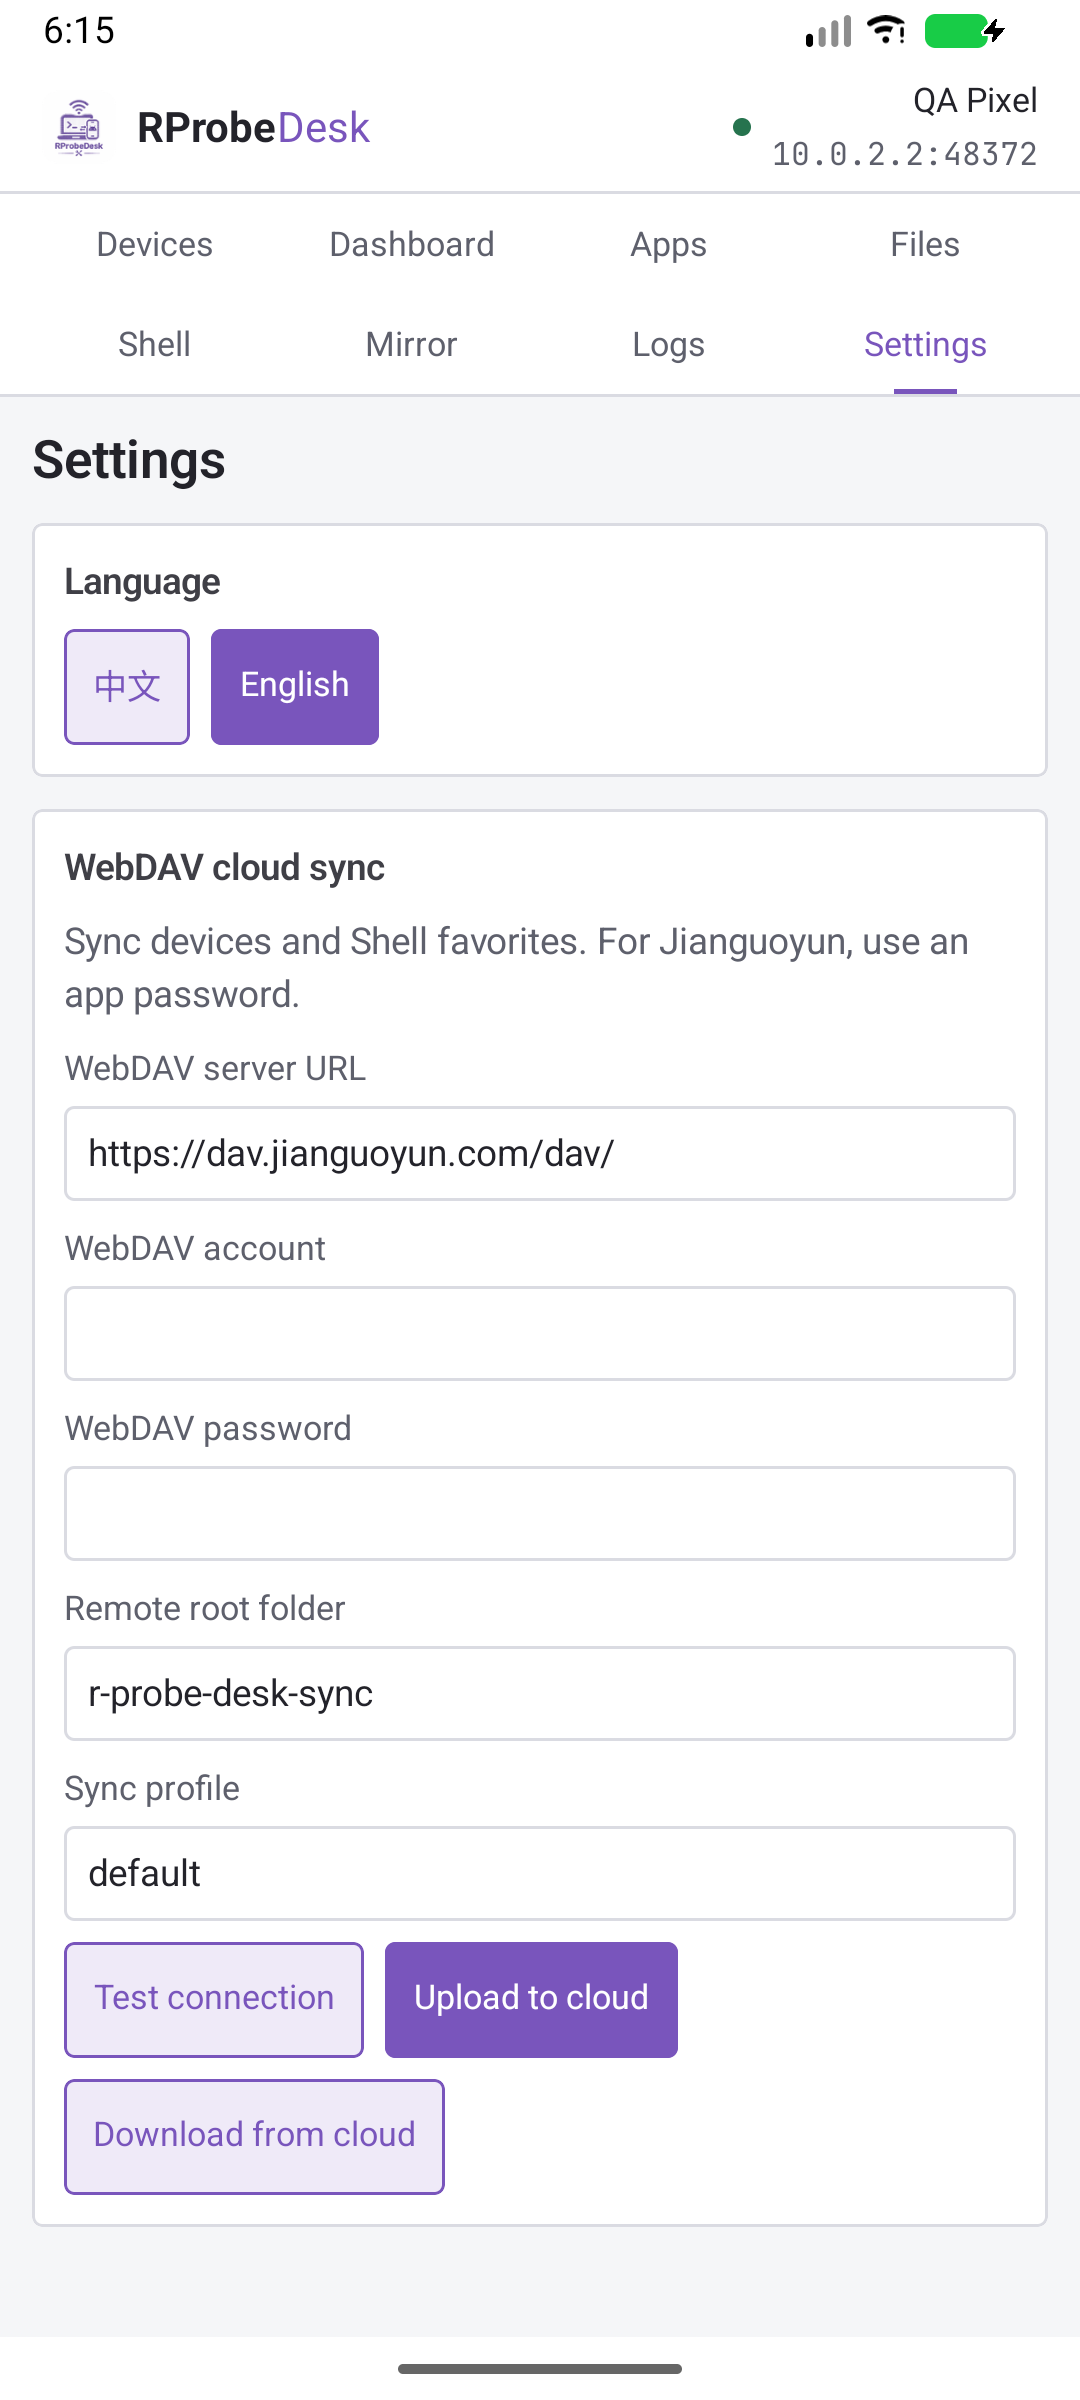 6:15
RProbeDesk
RProbeDesk
QA Pixel
10.0.2.2:48372
Devices
Dashboard
Apps
Files
Shell
Mirror
Logs
Settings
Settings
Language
中文
English
WebDAV cloud sync
Sync devices and Shell favorites. For Jianguoyun, use an
app password.
WebDAV server URL
https://dav.jianguoyun.com/dav/
WebDAV account
WebDAV password
Remote root folder
r-probe-desk-sync
Sync profile
default
Test connection
Upload to cloud
Download from cloud